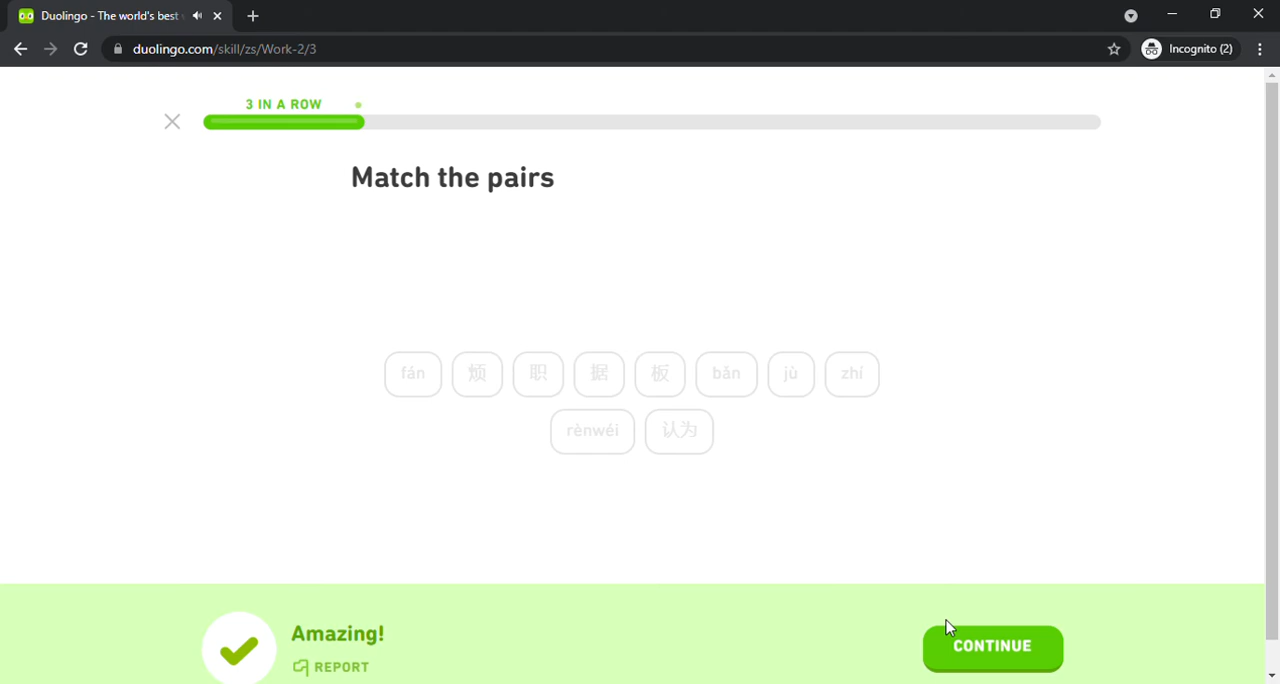 Duolingo - The world's best
duolingo.com/skill/zs/Work-2/3
Incognito (2)
3 IN A ROW
Match the pairs
fán 烦 职 据 板 bǎn jù zhí
rènwéi 认为
Amazing!
REPORT
CONTINUE